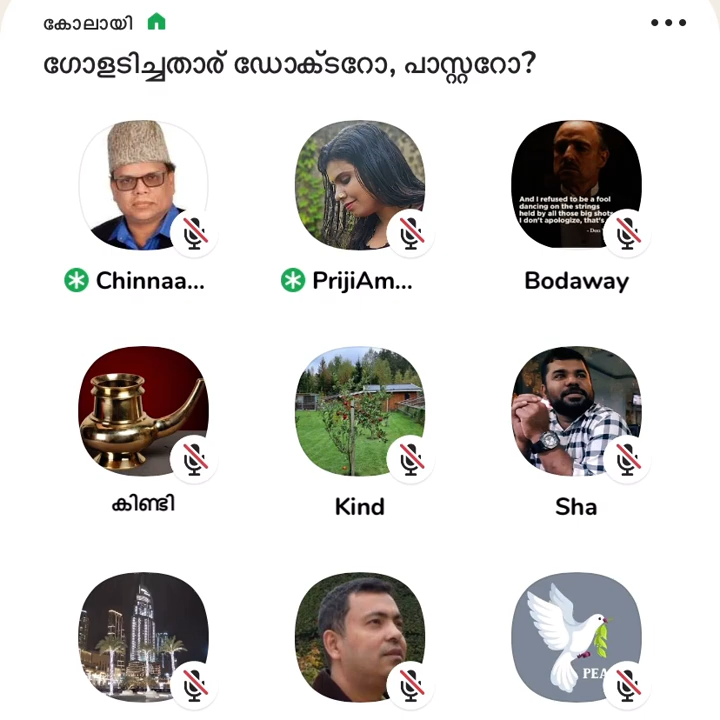 കോലായി
ഗോളടിച്ചതാര് ഡോക്ടറോ, പാസ്റ്ററോ?
And I refused to be a fool
dancing on the strings
held by all those big shots
I don't apologize, that's
- Don
Chinnaa...
PrijiAm...
Bodaway
കിണ്ടി
Kind
Sha
PEA